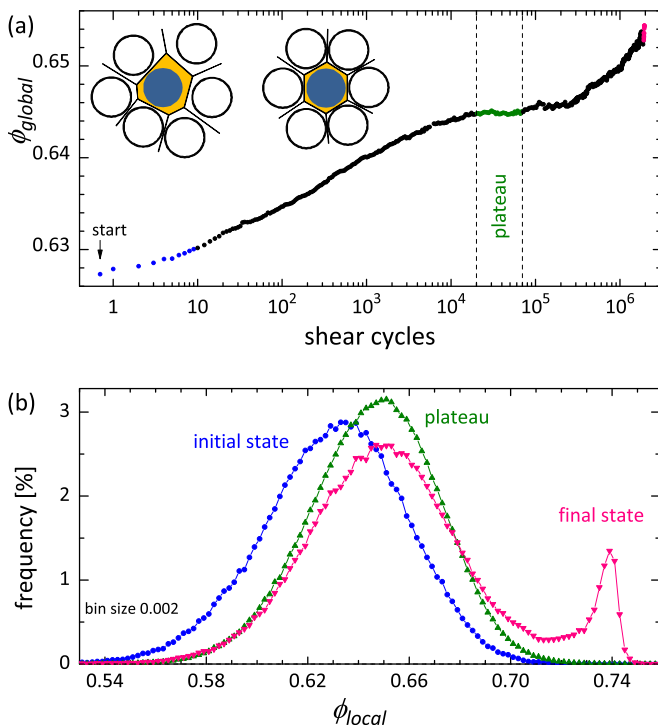 (a)
0.655
0.64
0.63
ϕglobal
start
plateau
1
10
10²
10³
10⁴
10⁵
10⁶
shear cycles
(b)
3
2
1
0
frequency [%]
initial state
plateau
final state
bin size 0.002
0.54
0.58
0.62
0.66
0.70
0.74
ϕlocal